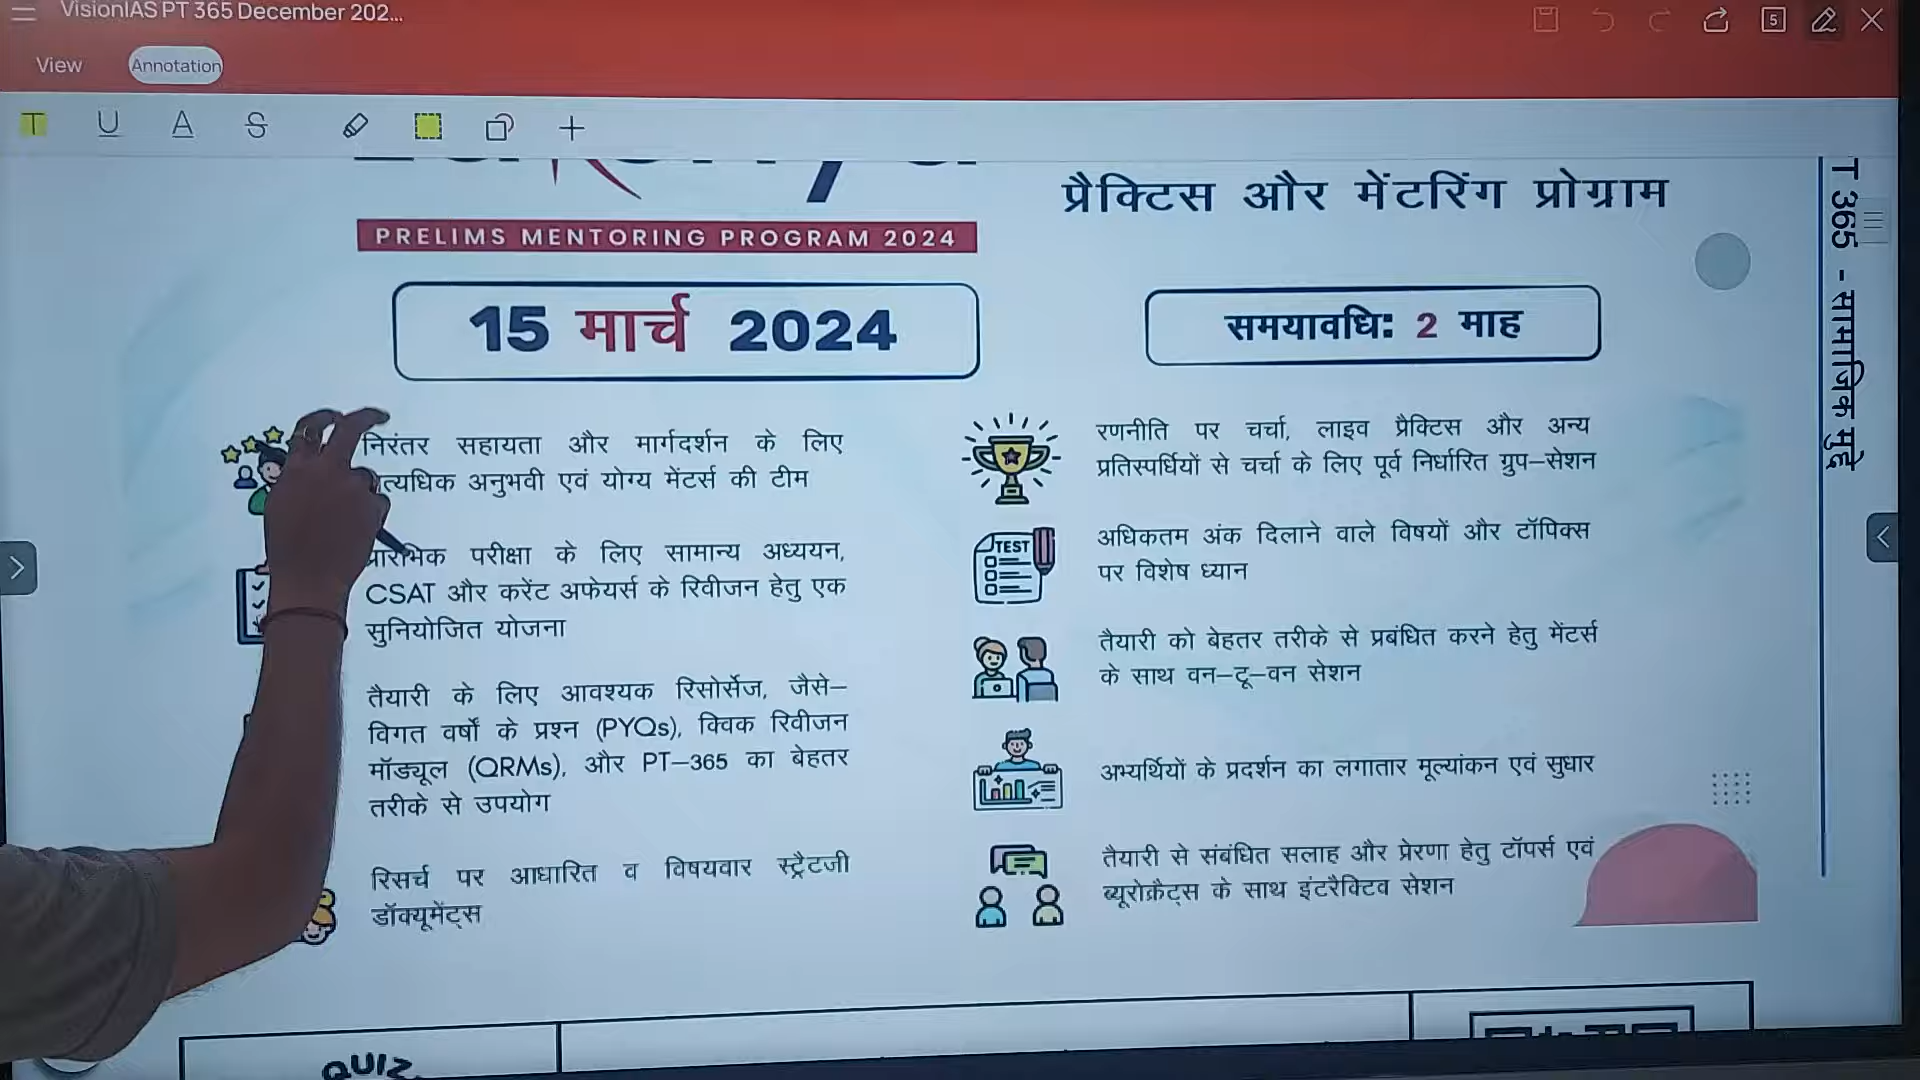 VisionIAS PT 365 December 202...
5
View
Annotation
T U A S
प्रैक्टिस और मेंटरिंग प्रोग्राम
PRELIMS MENTORING PROGRAM 2024
15 मार्च 2024
समयावधि: 2 माह
निरंतर सहायता और मार्गदर्शन के लिए
अनुभवी एवं योग्य मेंटर्स की टीम
परीक्षा के लिए सामान्य अध्ययन,
CSAT और करेंट अफेयर्स के रिवीजन हेतु एक
सुनियोजित योजना
तैयारी के लिए आवश्यक रिसोर्सेज, जैसे–
विगत वर्षों के प्रश्न (PYQs), क्विक रिवीजन
मॉड्यूल (QRMs), और PT–365 का बेहतर
तरीके से उपयोग
रिसर्च पर आधारित व विषयवार स्ट्रैटजी
डॉक्यूमेंट्स
रणनीति पर चर्चा, लाइव प्रैक्टिस और अन्य
प्रतिस्पर्धियों से चर्चा के लिए पूर्व निर्धारित ग्रुप–सेशन
TEST
अधिकतम अंक दिलाने वाले विषयों और टॉपिक्स
पर विशेष ध्यान
तैयारी को बेहतर तरीके से प्रबंधित करने हेतु मेंटर्स
के साथ वन–टू–वन सेशन
अभ्यर्थियों के प्रदर्शन का लगातार मूल्यांकन एवं सुधार
तैयारी से संबंधित सलाह और प्रेरणा हेतु टॉपर्स एवं
ब्यूरोक्रैट्स के साथ इंटरैक्टिव सेशन
T 365 - सामाजिक मुद्दे
QUIZ